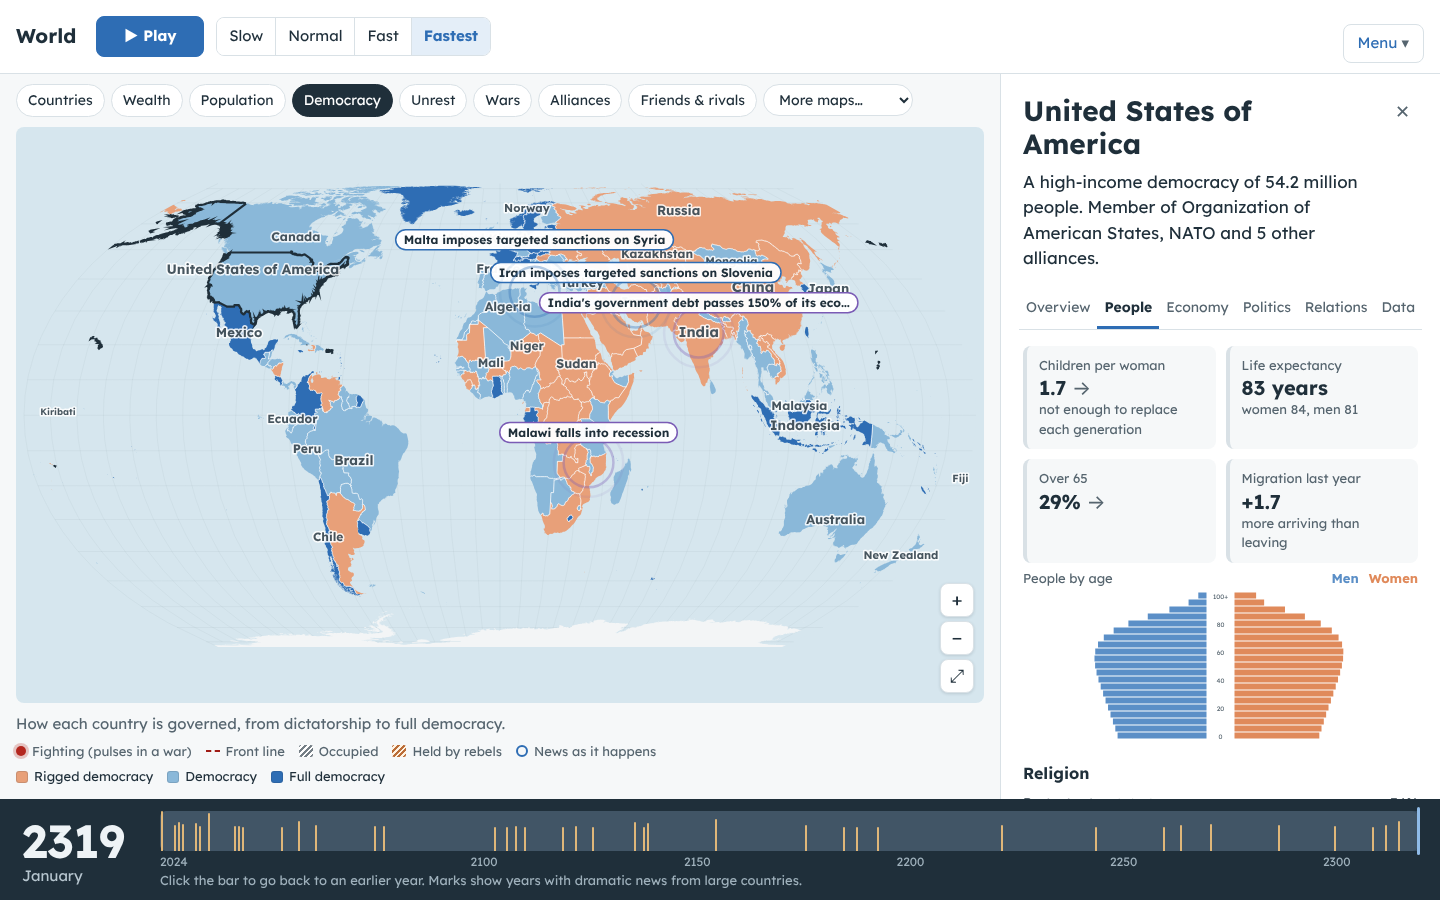 World
▶ Play
Slow
Normal
Fast
Fastest
Menu ▾
Countries
Wealth
Population
Democracy
Unrest
Wars
Alliances
Friends & rivals
More maps…
Norway
Russia
Canada
Malta imposes targeted sanctions on Syria
Kazakhstan
United States of America
Iran imposes targeted sanctions on Slovenia
China
Japan
India's government debt passes 150% of its eco…
Algeria
Mexico
India
Niger
Mali
Sudan
Kiribati
Malaysia
Ecuador
Indonesia
Malawi falls into recession
Peru
Brazil
Fiji
Australia
Chile
New Zealand
+
−
How each country is governed, from dictatorship to full democracy.
Fighting (pulses in a war)
Front line
Occupied
Held by rebels
News as it happens
Rigged democracy
Democracy
Full democracy
United States of
America
×
A high-income democracy of 54.2 million
people. Member of Organization of
American States, NATO and 5 other
alliances.
Overview
People
Economy
Politics
Relations
Data
Children per woman
1.7 →
not enough to replace
each generation
Life expectancy
83 years
women 84, men 81
Over 65
29% →
Migration last year
+1.7
more arriving than
leaving
People by age
Men
Women
100+
80
60
40
20
0
Religion
2319
January
2024
2100
2150
2200
2250
2300
Click the bar to go back to an earlier year. Marks show years with dramatic news from large countries.